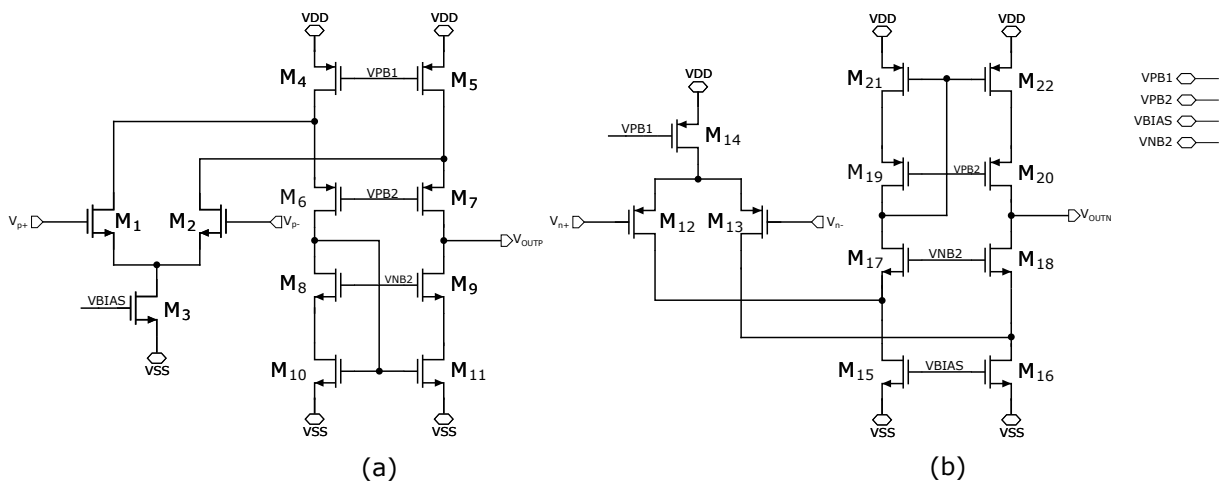 VDD VDD
M4 VPB1 M5
M6 VPB2 M7
Vp+ M1 M2 Vp-
VOUTP
M8 VNB2 M9
VBIAS M3
VSS
M10 M11
VSS VSS
(a)
VDD VDD
VDD M21 M22
VPB1 M14
M19 VPB2 M20
Vn+ M12 M13 Vn-
VOUTN
M17 VNB2 M18
M15 VBIAS M16
VSS VSS
(b)
VPB1
VPB2
VBIAS
VNB2